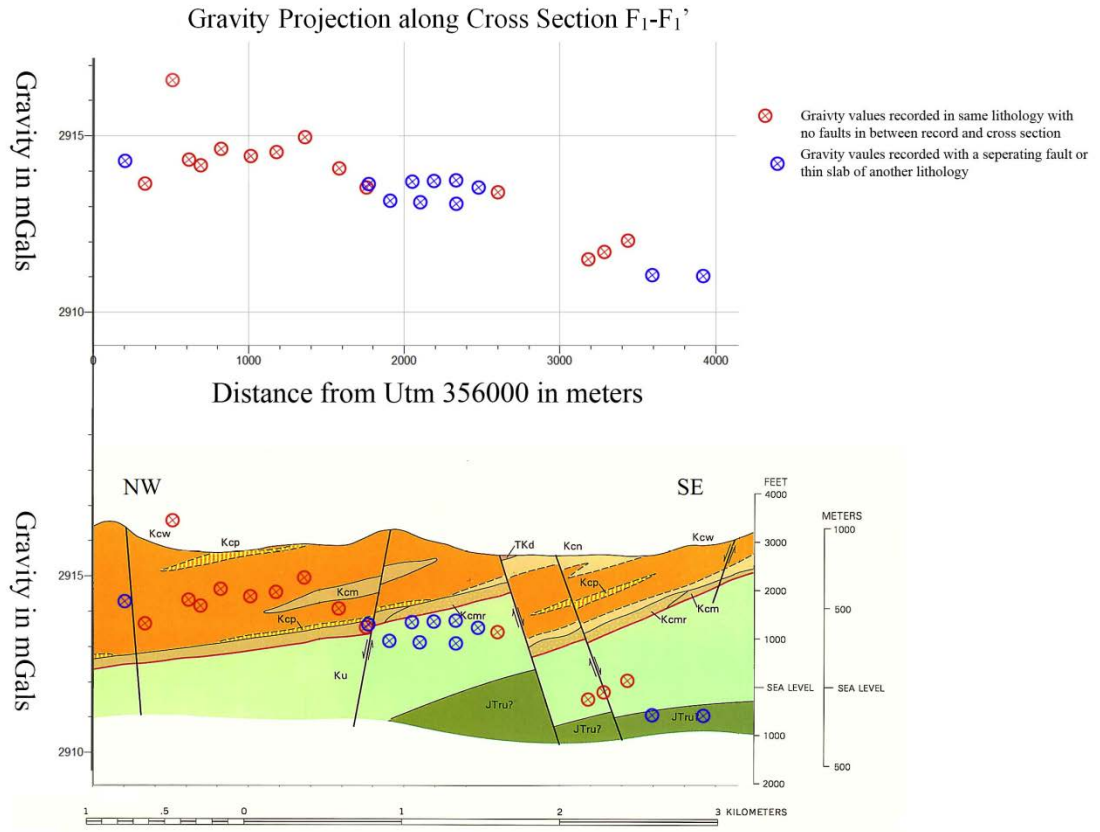 Gravity Projection along Cross Section F₁-F₁’
Gravity in mGals
2915
2910
0
1000
2000
3000
4000
Distance from Utm 356000 in meters
Graivty values recorded in same lithology with
no faults in between record and cross section
Gravity vaules recorded with a seperating fault or
thin slab of another lithology
Gravity in mGals
2915
2910
NW
SE
Kcw
Kcp
TKd
Kcn
Kcw
Kcm
Kcp
Kcmr
Kcp
Kcm
Kcmr
Ku
JTru?
JTru?
JTru?
FEET
4000
3000
2000
1000
SEA LEVEL
1000
2000
METERS
1000
500
SEA LEVEL
500
1
.5
0
1
2
3 KILOMETERS